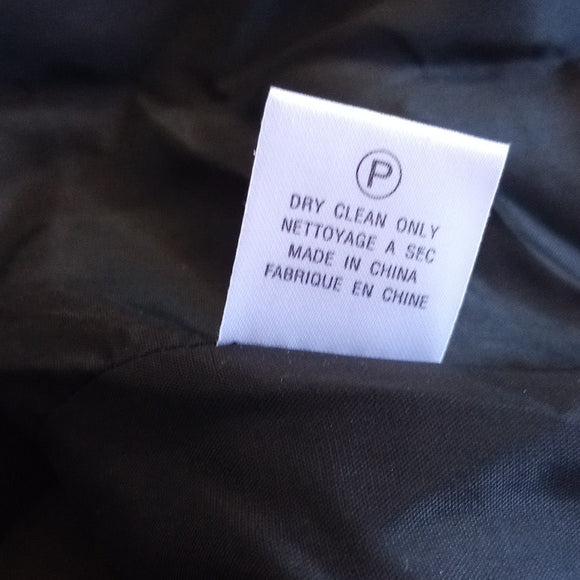 P
DRY CLEAN ONLY
NETTOYAGE A SEC
MADE IN CHINA
FABRIQUE EN CHINE